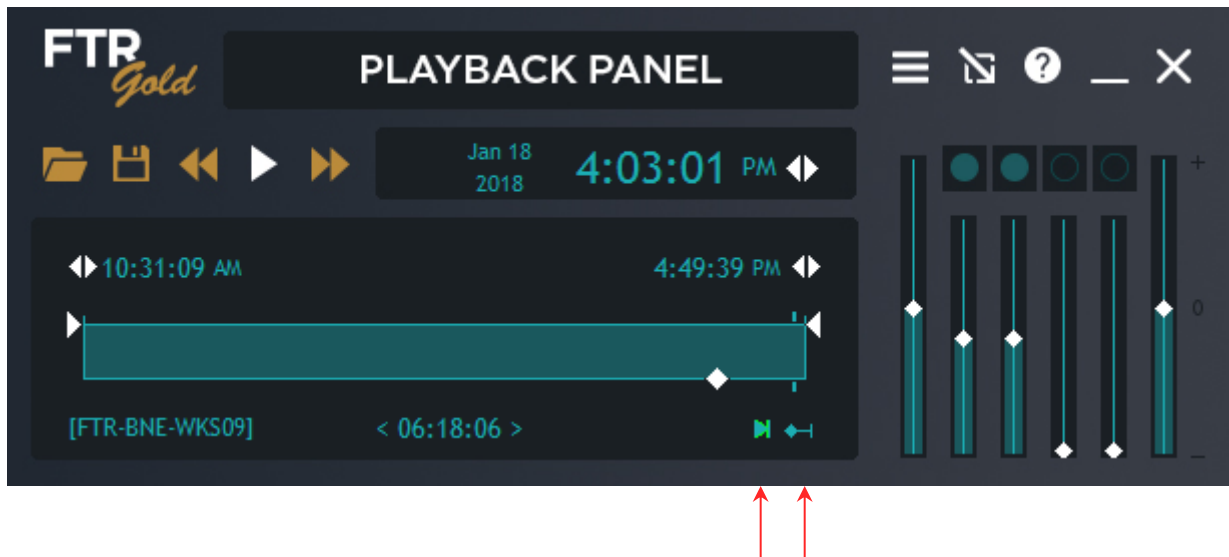 FTR
Gold
PLAYBACK PANEL
?
Jan 18
2018
4:03:01 PM
+
10:31:09 AM
4:49:39 PM
0
[FTR-BNE-WKS09]
< 06:18:06 >
–